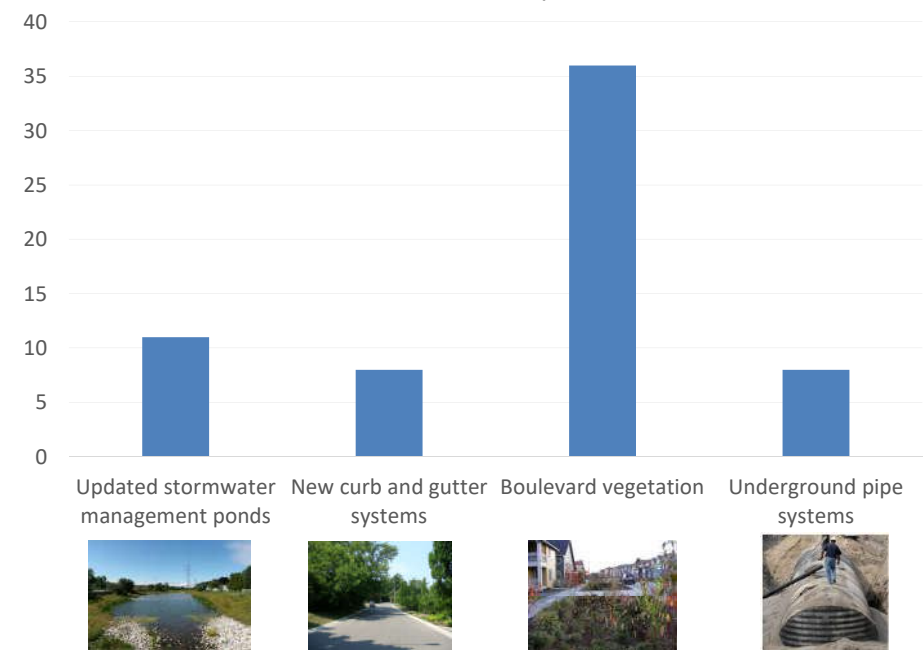 40
35
30
25
20
15
10
5
0
Updated stormwater management ponds
New curb and gutter systems
Boulevard vegetation
Underground pipe systems